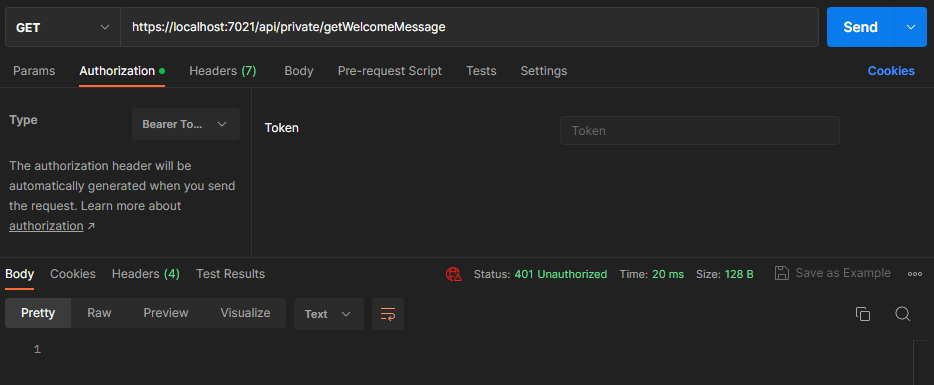 GET https://localhost:7021/api/private/getWelcomeMessage Send
Params Authorization Headers (7) Body Pre-request Script Tests Settings Cookies
Type Bearer To...
The authorization header will be
automatically generated when you send
the request. Learn more about
authorization ↗
Token Token
Body Cookies Headers (4) Test Results Status: 401 Unauthorized Time: 20 ms Size: 128 B Save as Example
Pretty Raw Preview Visualize Text
1